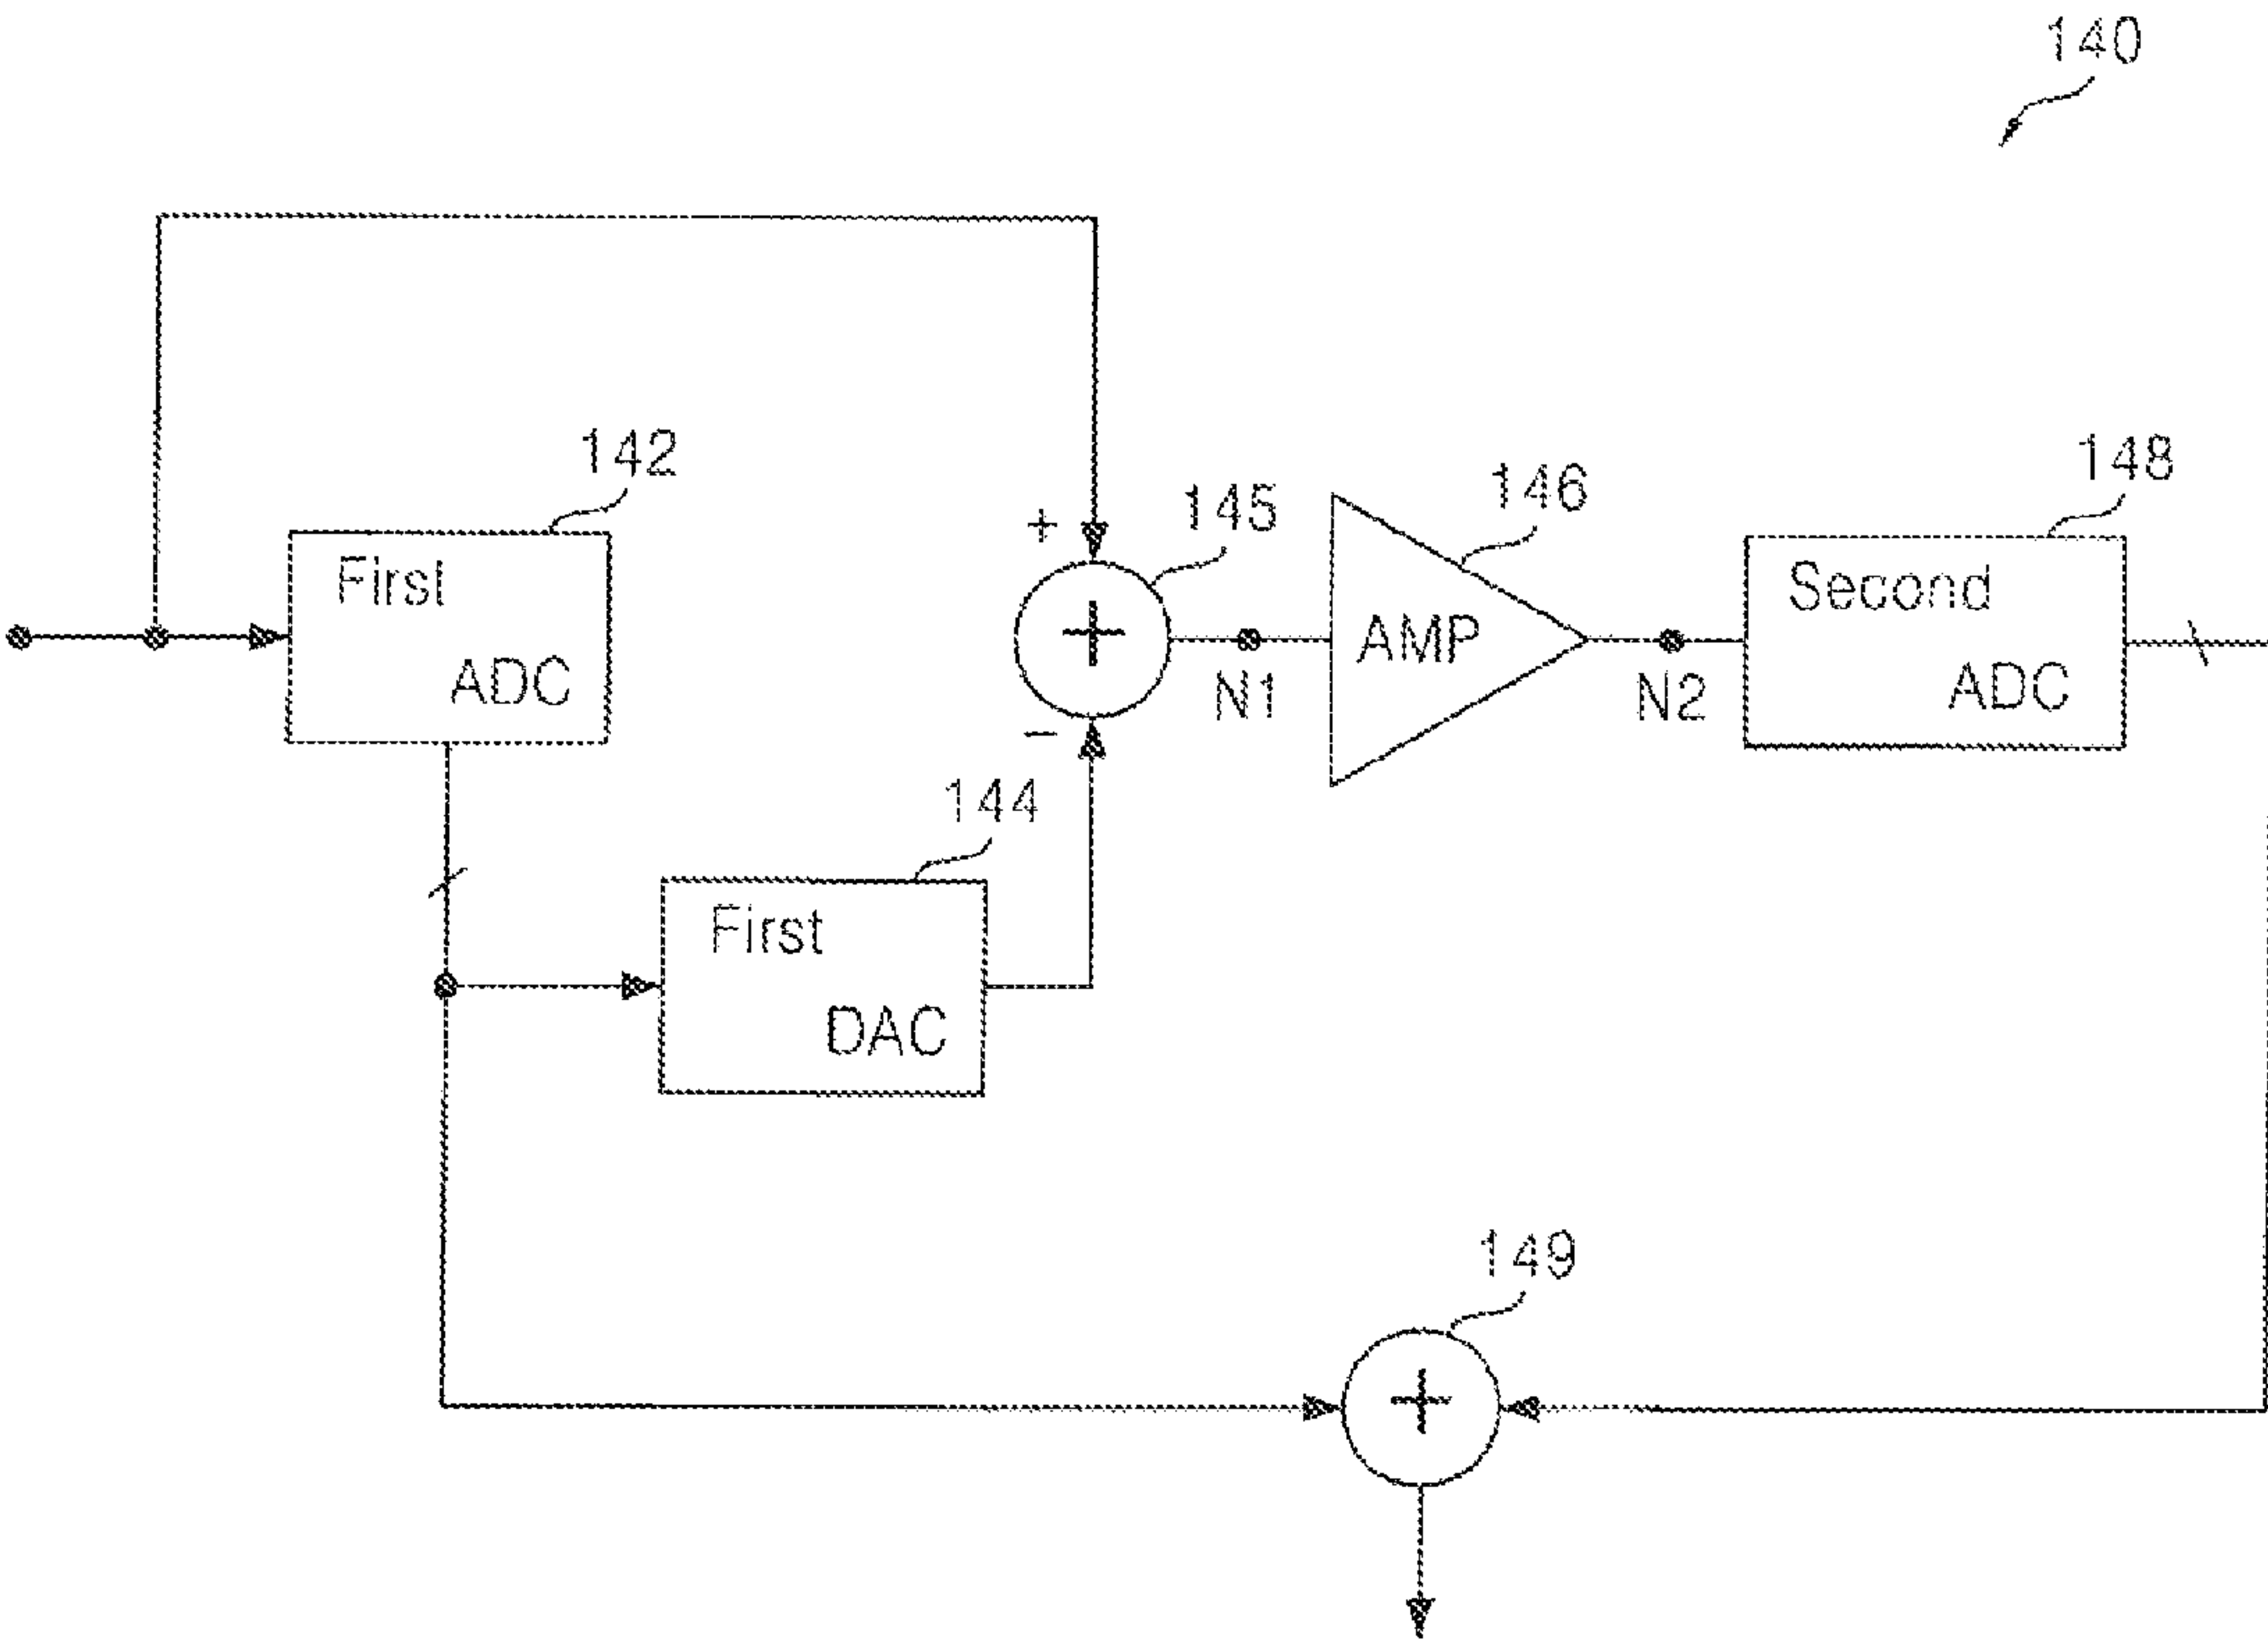 140
142
First
ADC
+
145
+
−
N1
146
AMP
N2
148
Second
ADC
144
First
DAC
149
+